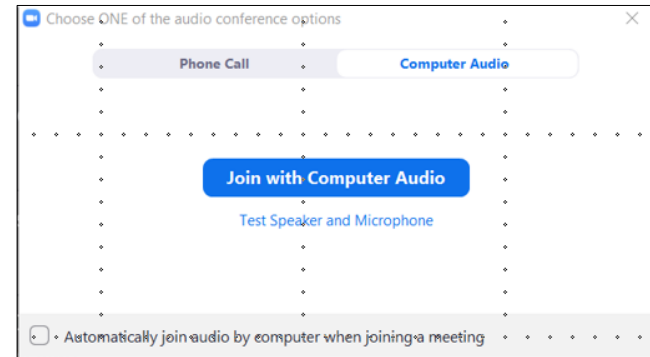 Choose ONE of the audio conference options
Phone Call
Computer Audio
Join with Computer Audio
Test Speaker and Microphone
Automatically join audio by computer when joining a meeting